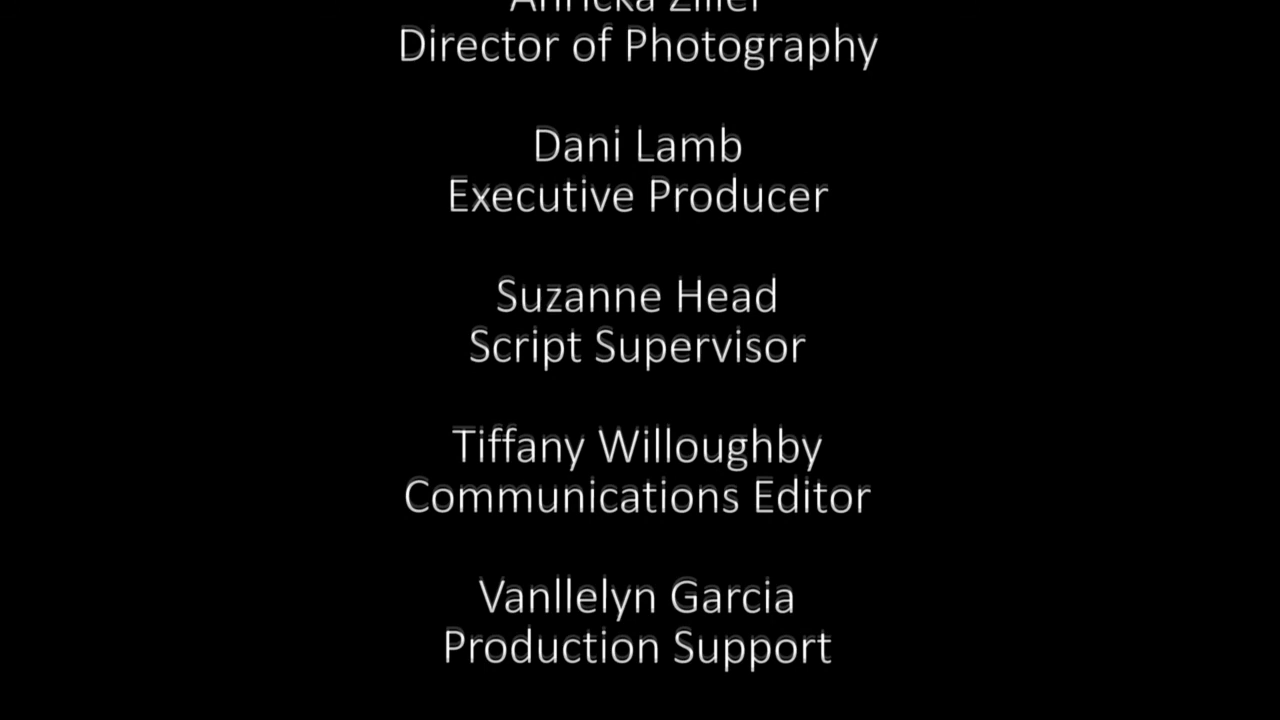 Director of Photography
Dani Lamb
Executive Producer
Suzanne Head
Script Supervisor
Tiffany Willoughby
Communications Editor
Vanllelyn Garcia
Production Support